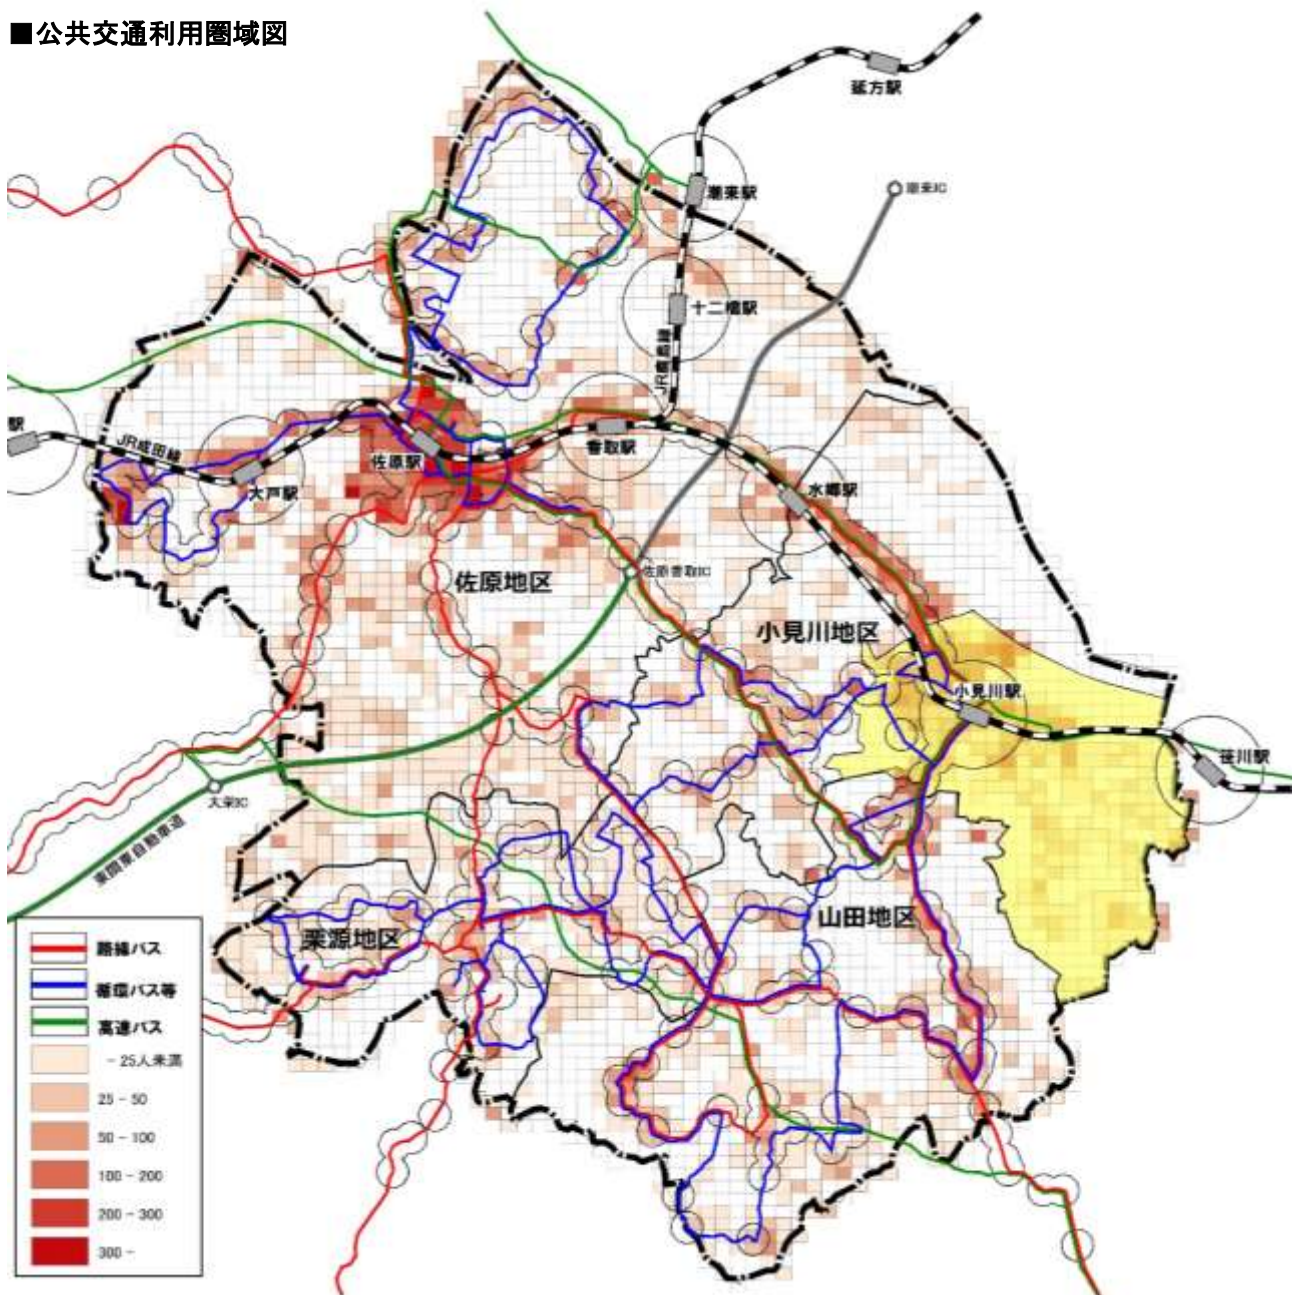 ■公共交通利用圏域図
延方駅
潮来駅
潮来IC
十二橋駅
JR鹿島線
駅
JR成田線
大戸駅
佐原駅
香取駅
水郷駅
佐原地区
佐原香取IC
小見川地区
小見川駅
笹川駅
大栄IC
東関東自動車道
栗源地区
山田地区
路線バス
循環バス等
高速バス
- 25人未満
25 - 50
50 - 100
100 - 200
200 - 300
300 -